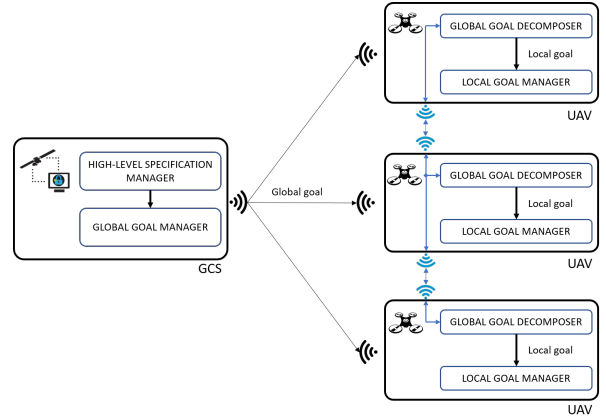 HIGH-LEVEL SPECIFICATION
MANAGER
GLOBAL GOAL MANAGER
GCS
Global goal
GLOBAL GOAL DECOMPOSER
Local goal
LOCAL GOAL MANAGER
UAV
GLOBAL GOAL DECOMPOSER
Local goal
LOCAL GOAL MANAGER
UAV
GLOBAL GOAL DECOMPOSER
Local goal
LOCAL GOAL MANAGER
UAV